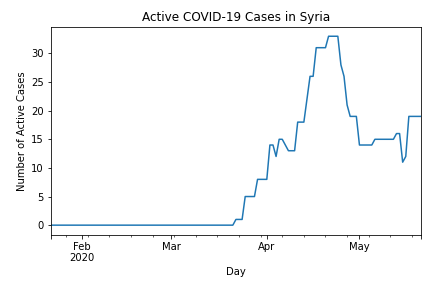 Active COVID-19 Cases in Syria
Number of Active Cases
30
25
20
15
10
5
0
Feb
2020
Mar
Apr
May
Day